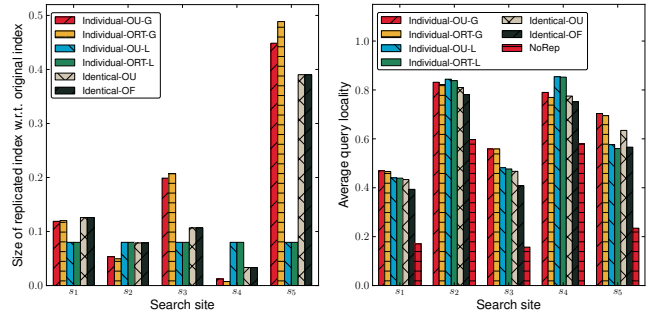 Size of replicated index w.r.t. original index
0.5
0.4
0.3
0.2
0.1
0.0
Individual-OU-G
Individual-ORT-G
Individual-OU-L
Individual-ORT-L
Identical-OU
Identical-OF
s1
s2
s3
s4
s5
Search site
Average query locality
1.0
0.8
0.6
0.4
0.2
0.0
Individual-OU-G
Individual-ORT-G
Individual-OU-L
Individual-ORT-L
Identical-OU
Identical-OF
NoRep
s1
s2
s3
s4
s5
Search site